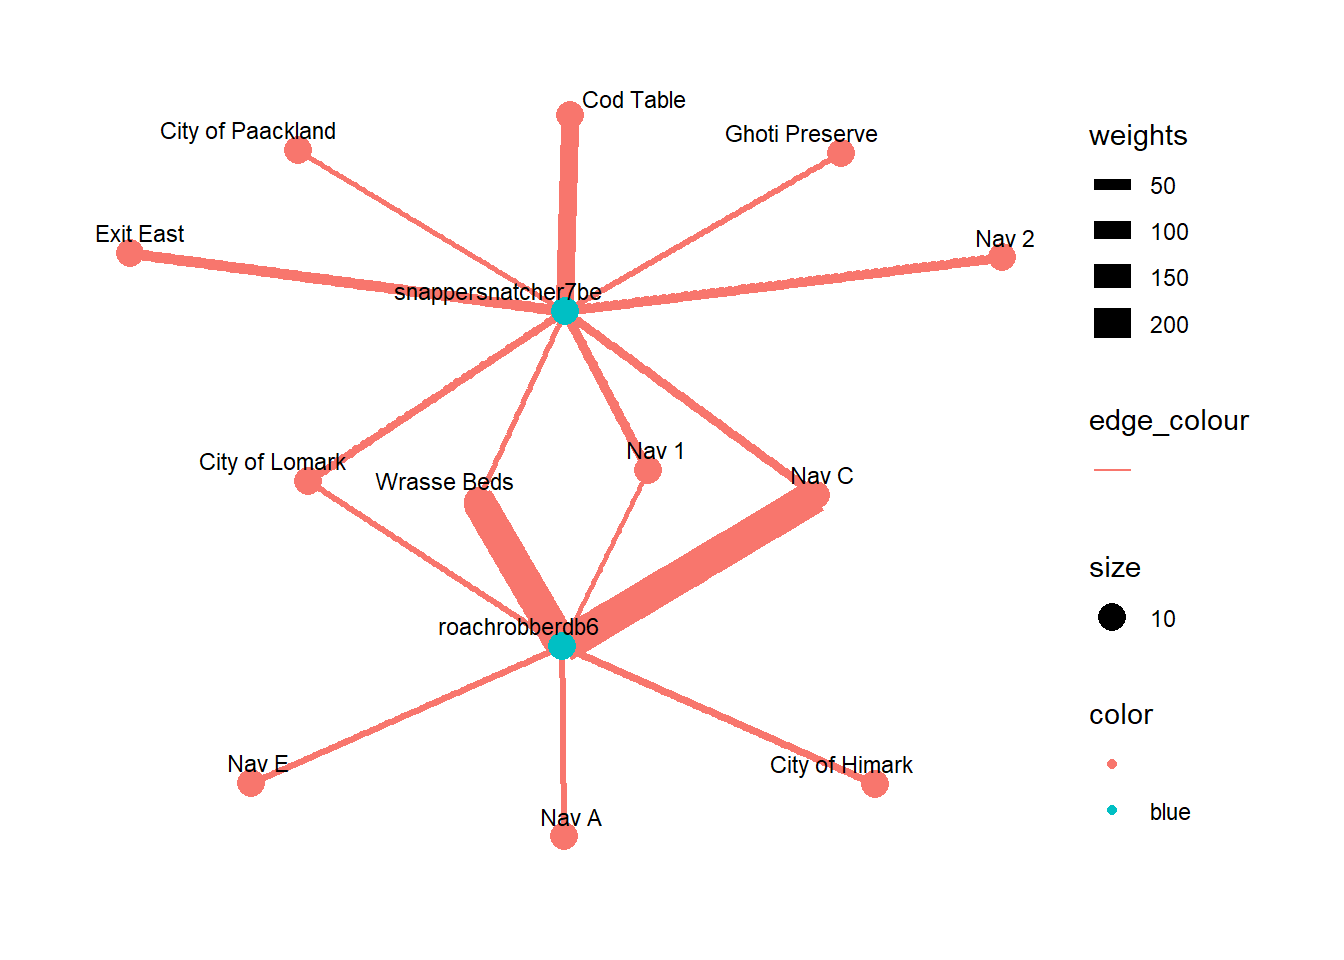 Cod Table
City of Paackland
Ghoti Preserve
Exit East
Nav 2
snappersnatcher7be
City of Lomark
Wrasse Beds
Nav 1
Nav C
roachrobberdb6
Nav E
Nav A
City of Himark
weights
50
100
150
200
edge_colour
size
10
color
blue